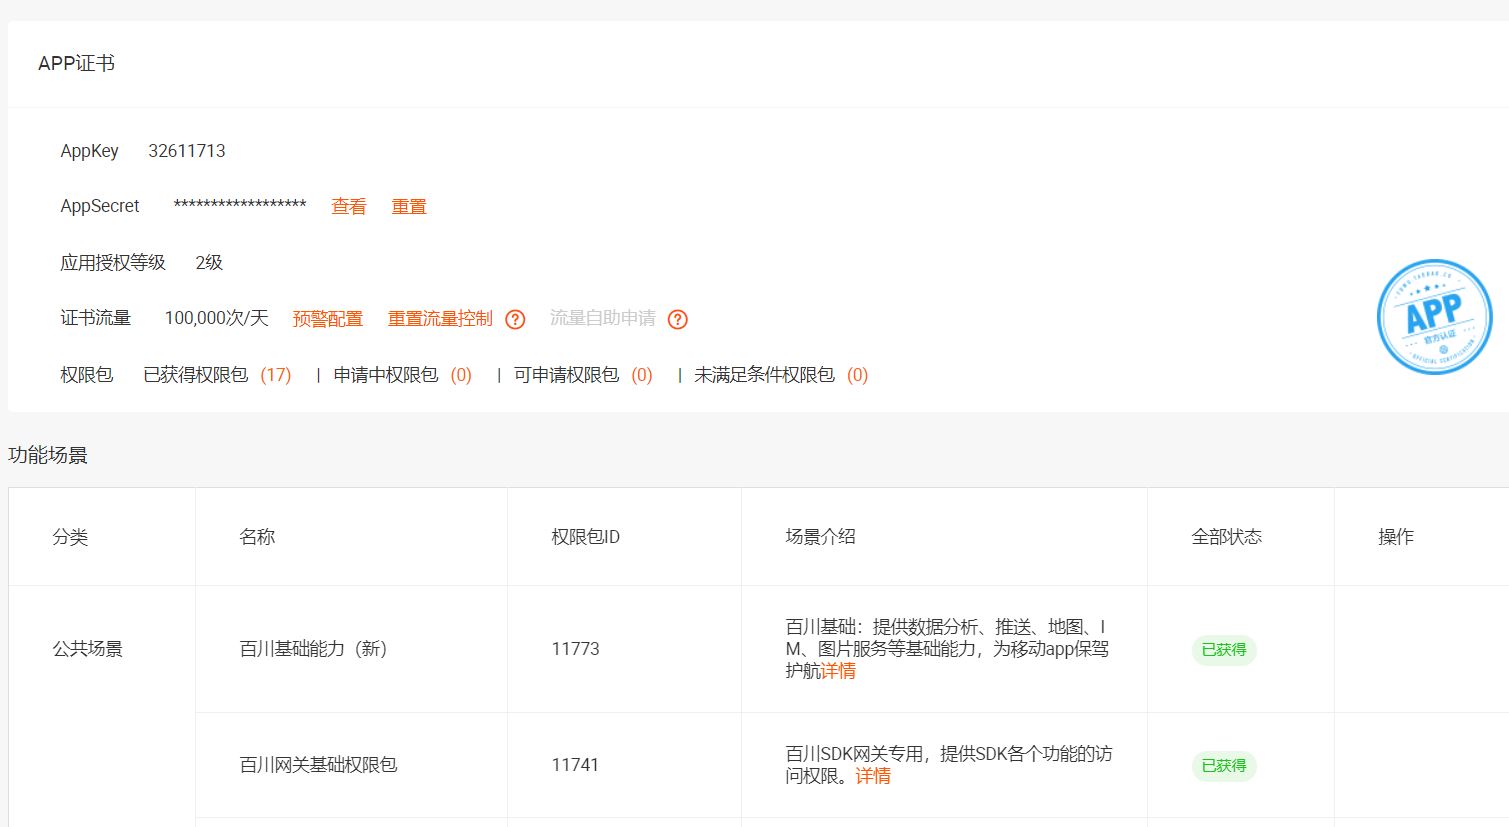 APP证书
AppKey 32611713
AppSecret ****************** 查看 重置
应用授权等级 2级
证书流量 100,000次/天 预警配置 重置流量控制 ? 流量自助申请 ?
权限包 已获得权限包 (17) | 申请中权限包 (0) | 可申请权限包 (0) | 未满足条件权限包 (0)
APP
官方认证
OFFICIAL CERTIFICATION
功能场景
分类 名称 权限包ID 场景介绍 全部状态 操作
公共场景 百川基础能力（新） 11773
百川基础：提供数据分析、推送、地图、I
M、图片服务等基础能力，为移动app保驾
护航详情
已获得
百川网关基础权限包 11741
百川SDK网关专用，提供SDK各个功能的访
问权限。详情
已获得